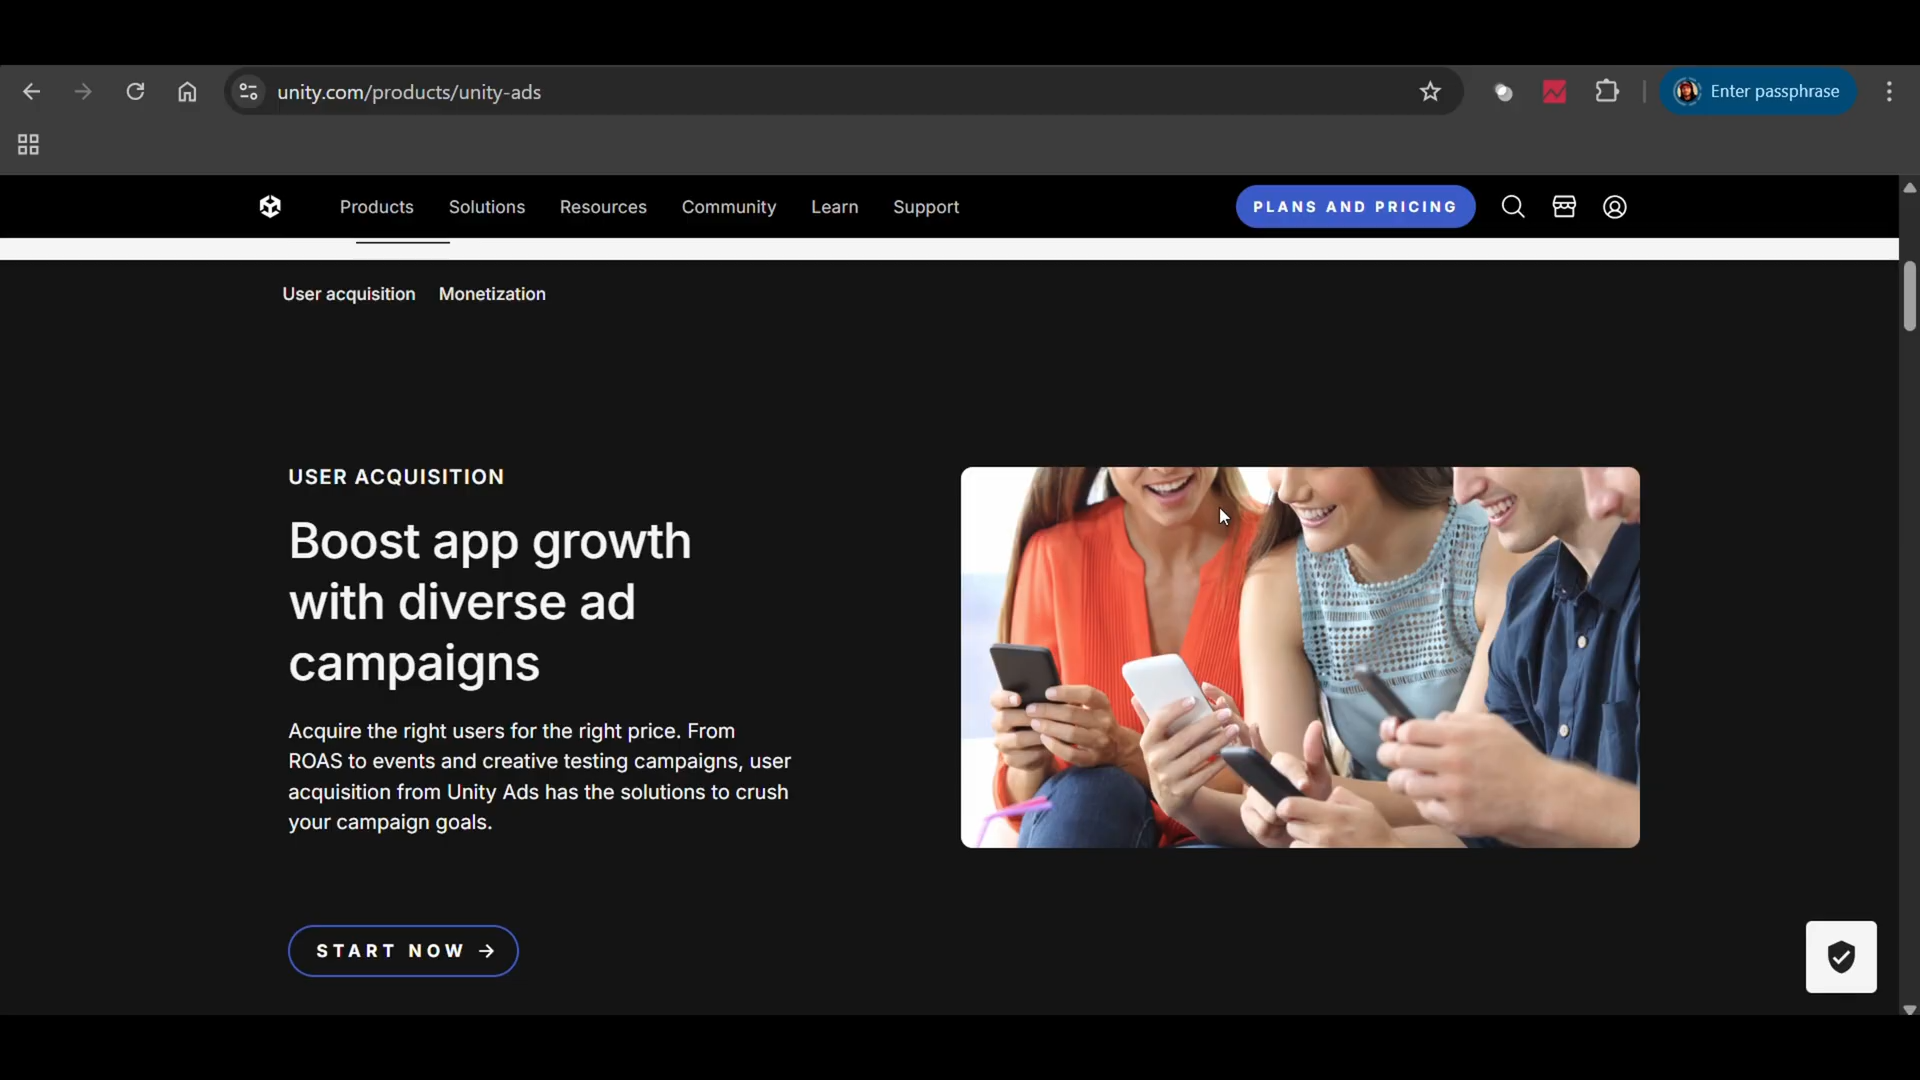 unity.com/products/unity-ads
Enter passphrase
Products Solutions Resources Community Learn Support
PLANS AND PRICING
User acquisition Monetization
USER ACQUISITION
Boost app growth
with diverse ad
campaigns
Acquire the right users for the right price. From
ROAS to events and creative testing campaigns, user
acquisition from Unity Ads has the solutions to crush
your campaign goals.
START NOW →